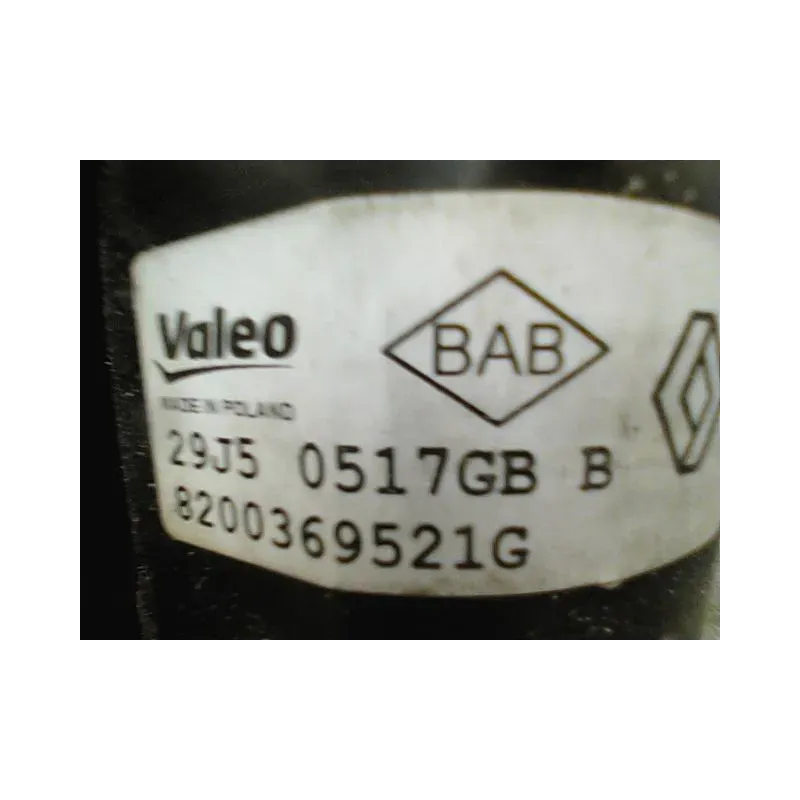 Valeo
BAB
MADE IN POLAND
29J5 0517GB B
8200369521G